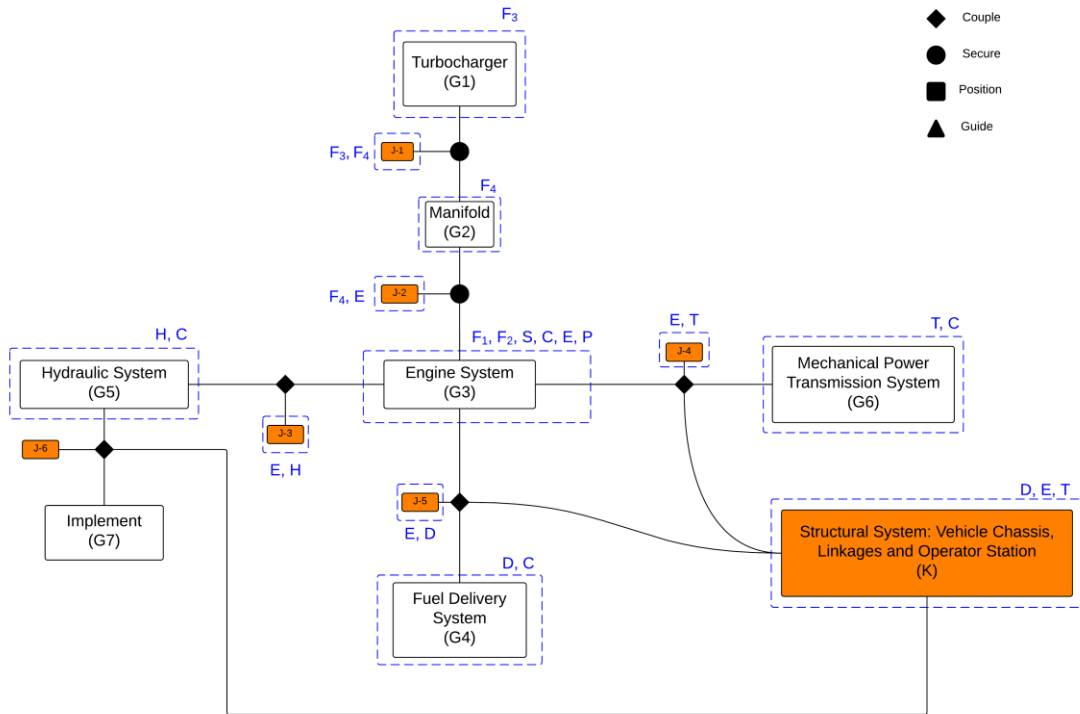 F₃
Couple
Turbocharger
(G1)
Secure
Position
Guide
F₃, F₄
J-1
F₄
Manifold
(G2)
F₄, E
J-2
H, C
F₁, F₂, S, C, E, P
E, T
J-4
T, C
Hydraulic System
(G5)
Engine System
(G3)
Mechanical Power
Transmission System
(G6)
J-6
J-3
E, H
J-5
E, D
D, E, T
Implement
(G7)
Structural System: Vehicle Chassis,
Linkages and Operator Station
(K)
D, C
Fuel Delivery
System
(G4)